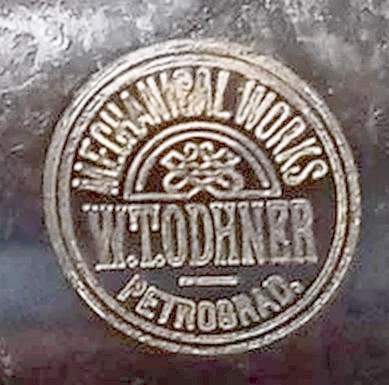 MECHANICAL WORKS
W.T.ODHNER
PETROGRAD.